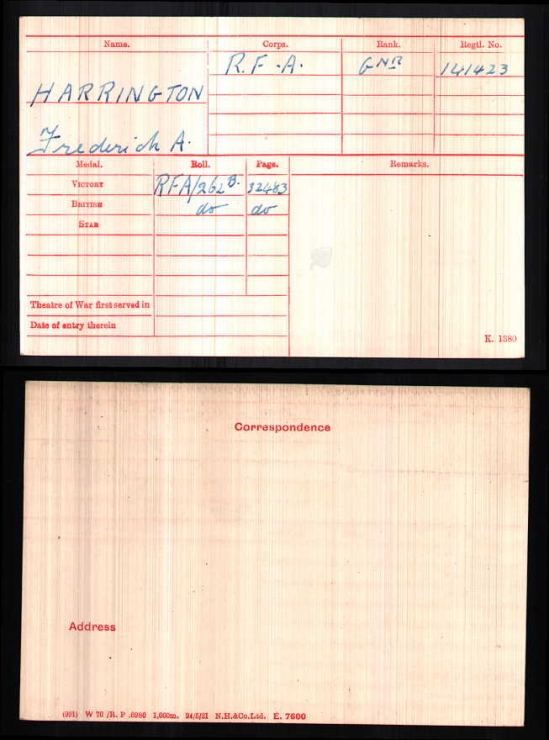 Name. Corps. Rank. Regtl. No.
R.F.A. GNR 141423
HARRINGTON
Frederick A.
Medal. Roll. Page. Remarks.
VICTORY RFA/262B. 32483
BRITISH do do
STAR
Theatre of War first served in
Date of entry therein
K. 1380
Correspondence
Address
W 70 /R. P .6980 1,000m. 24/5/21 N.H.&Co.Ltd. E. 7600